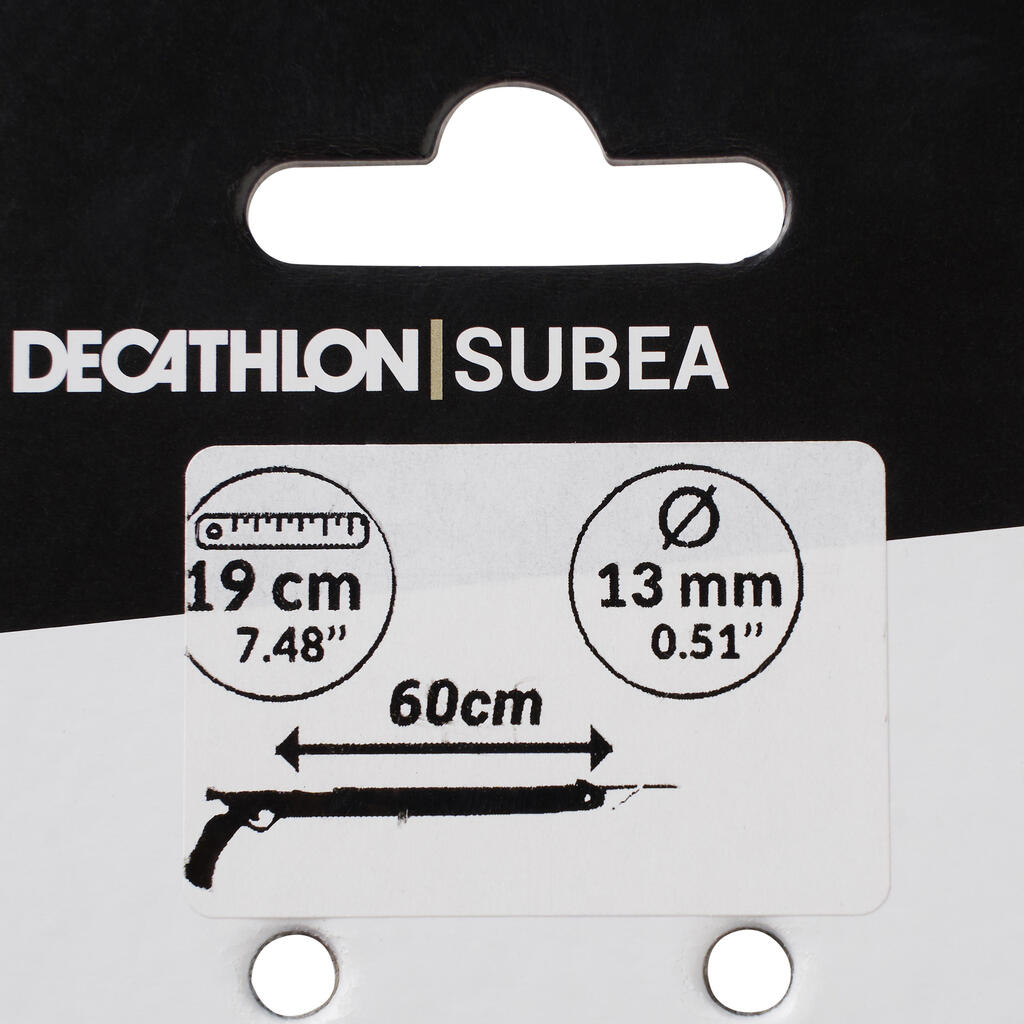 DECATHLON | SUBEA
19 cm
7.48”
Ø
13 mm
0.51”
60cm